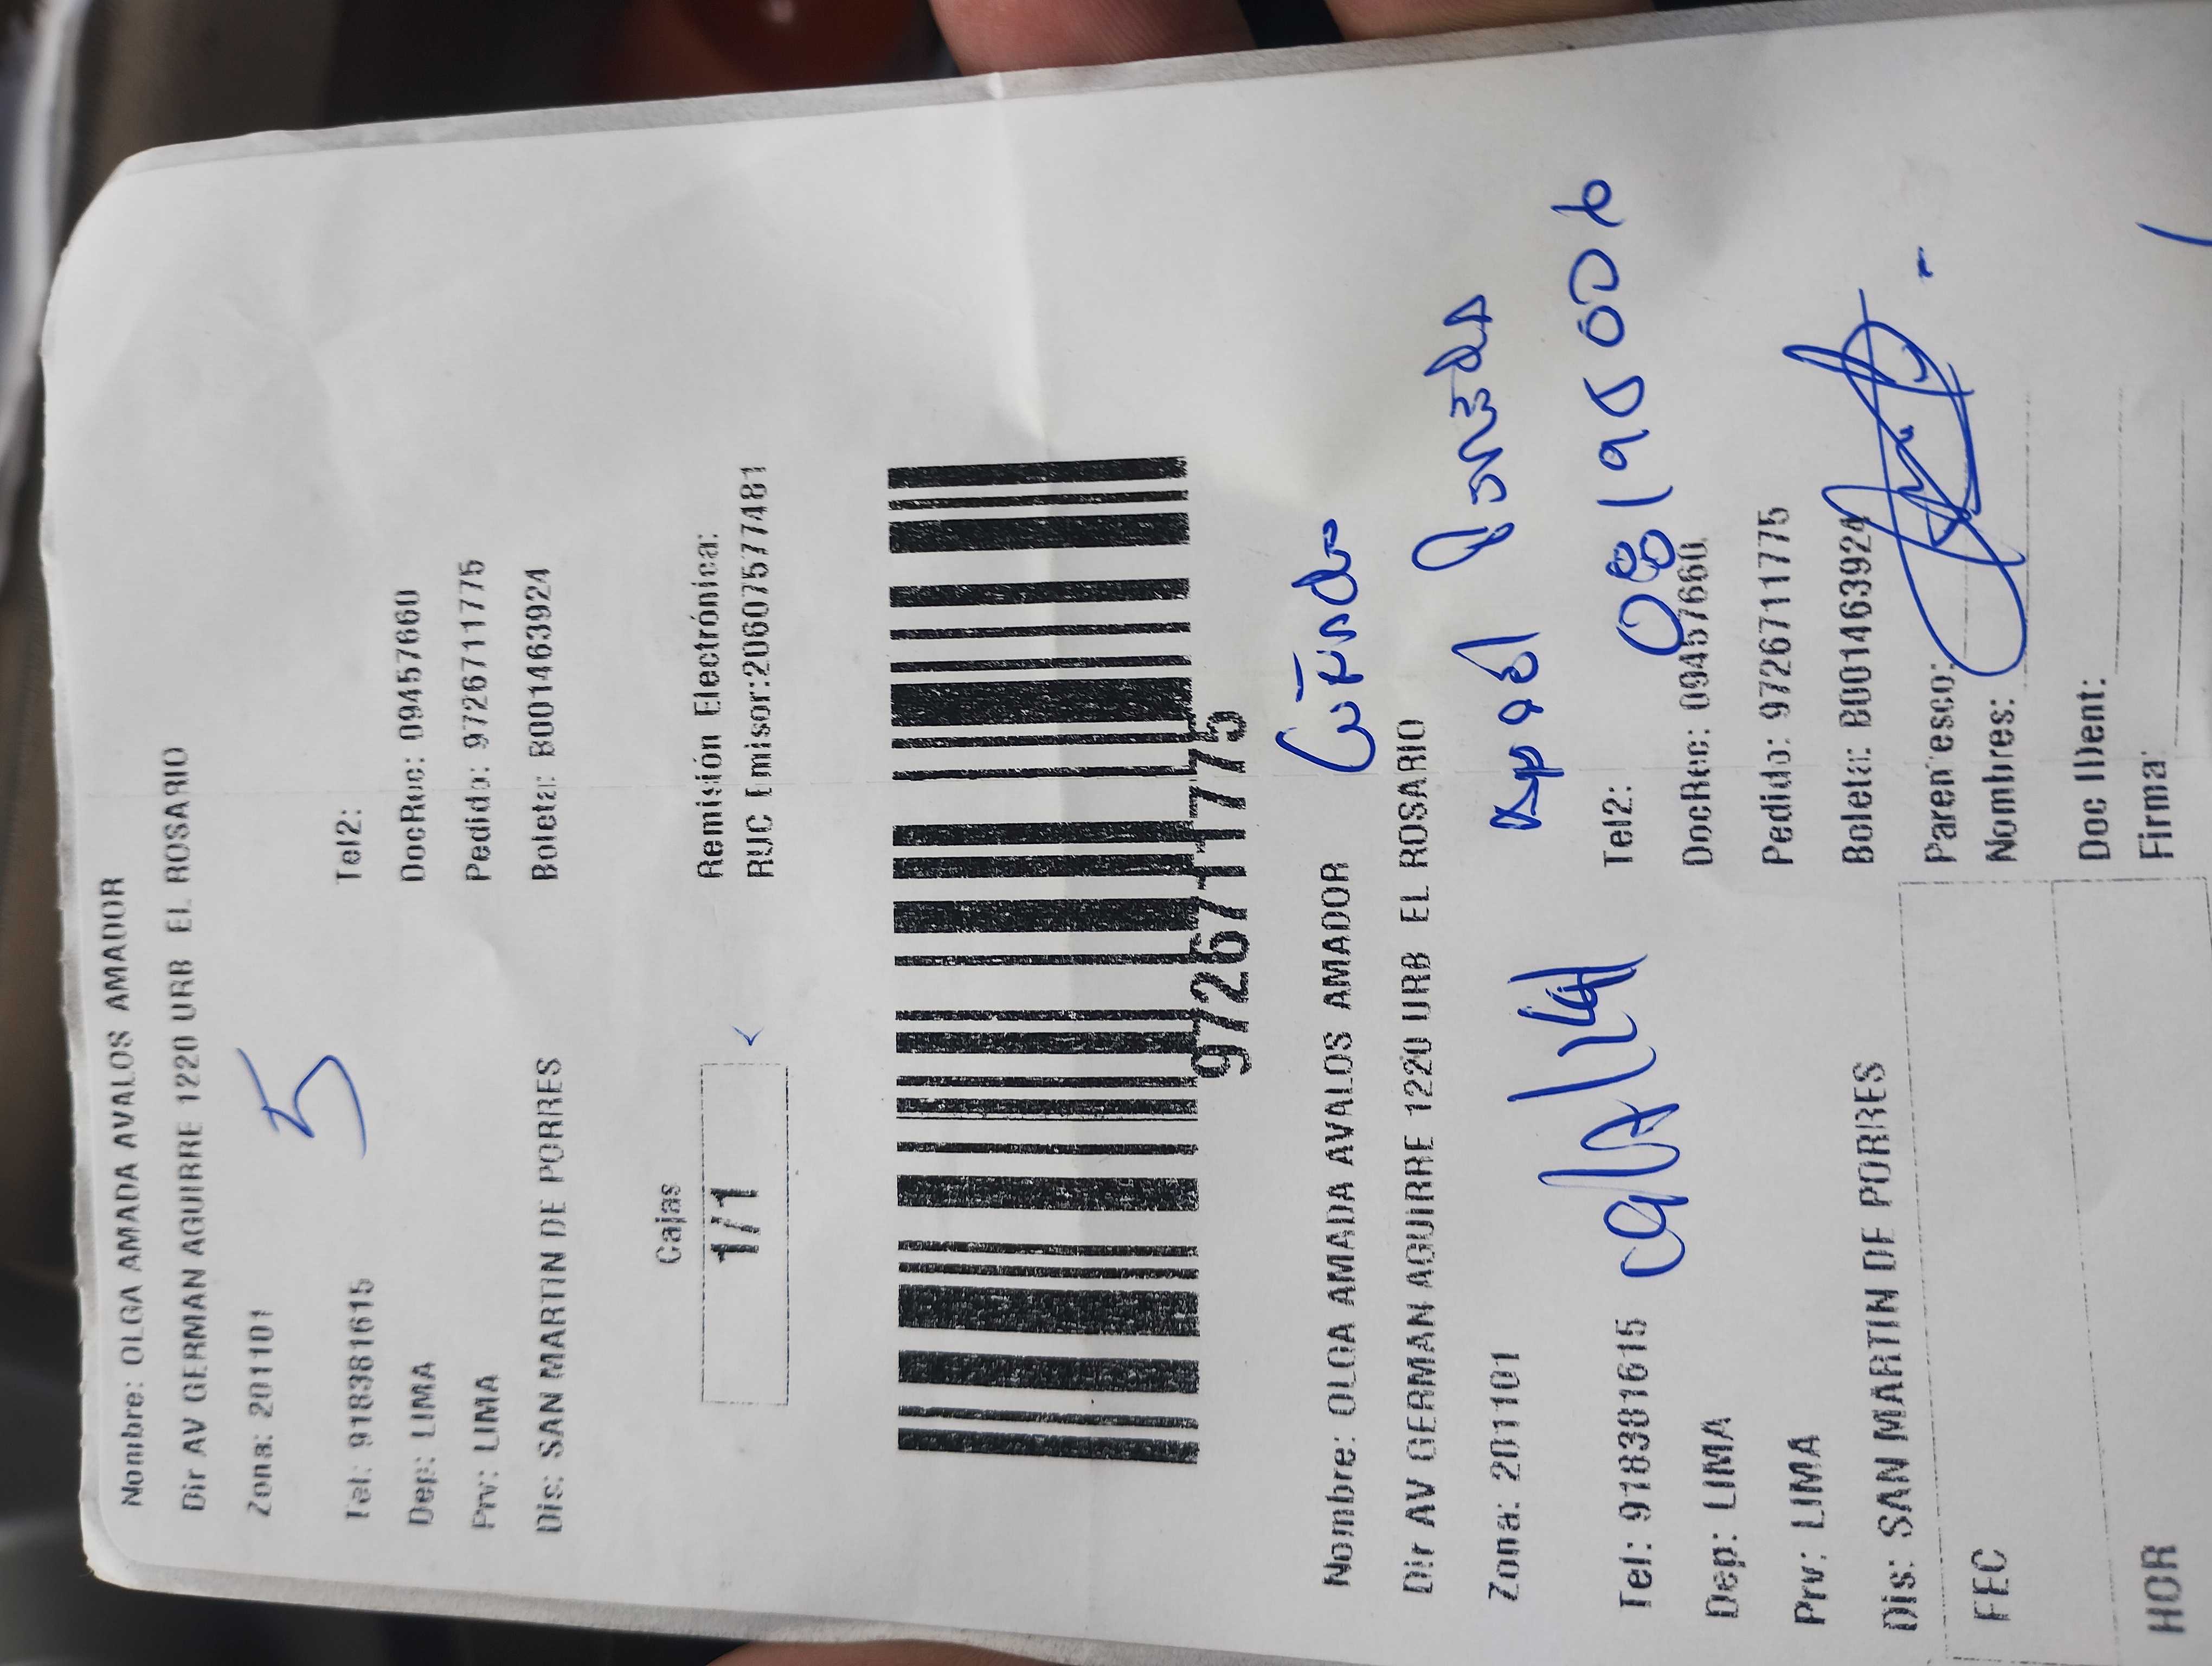 Nombre: OLGA AMADA AVALOS AMADOR
Dir AV GERMAN AGUIRRE 1220 URB EL ROSARIO
Zona: 201101
5
Tel: 918381615 Tel2:
Dep: LIMA DocRec: 09457660
Prv: LIMA Pedido: 9726711775
Dis: SAN MARTIN DE PORRES Boleta: B001463924
Cajas Remisión Electrónica:
1/1 RUC Emisor:20607577481
9726711775
Nombre: OLGA AMADA AVALOS AMADOR
Dir AV GERMAN AGUIRRE 1220 URB EL ROSARIO
Zona: 201101
Tel: 918381615 Tel2:
Dep: LIMA DocRec: 09457660
Prv: LIMA Pedido: 9726711775
Dis: SAN MARTIN DE PORRES Boleta: B001463924
FEC Parentesco:
Nombres:
HOR Doc IDent:
Firma: